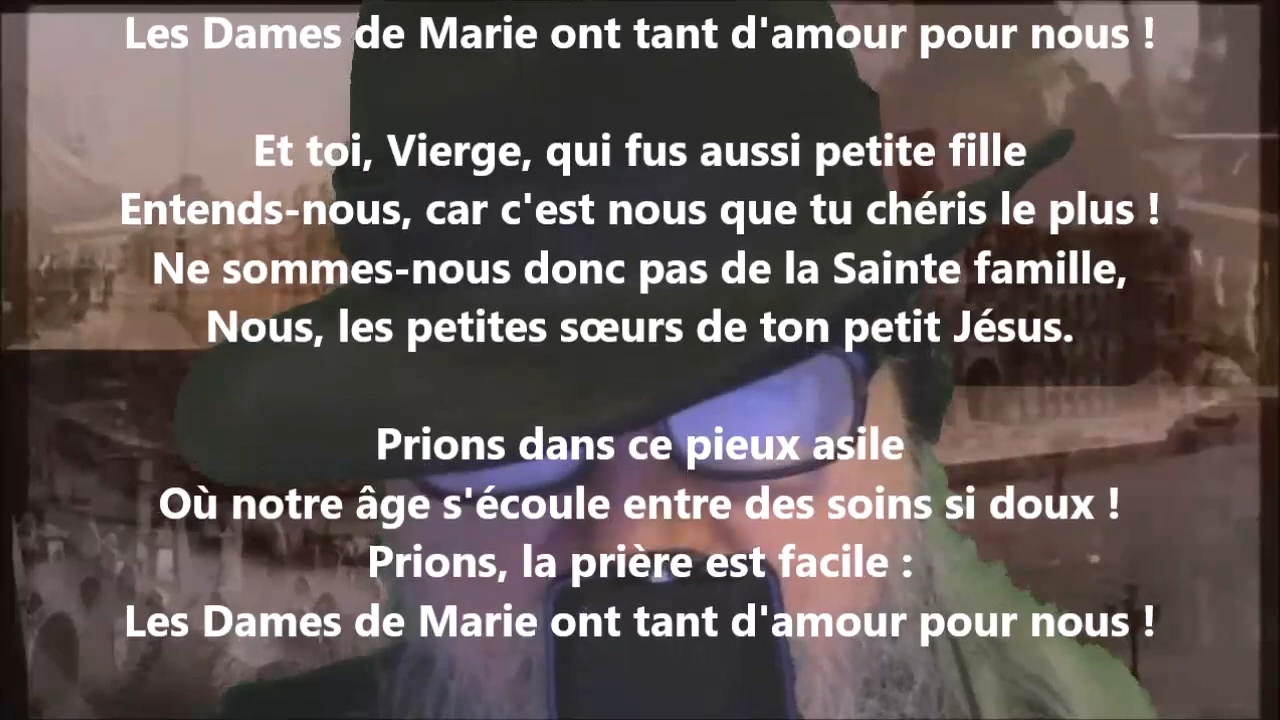 Les Dames de Marie ont tant d'amour pour nous !
Et toi, Vierge, qui fus aussi petite fille
Entends-nous, car c'est nous que tu chéris le plus !
Ne sommes-nous donc pas de la Sainte famille,
Nous, les petites sœurs de ton petit Jésus.
Prions dans ce pieux asile
Où notre âge s'écoule entre des soins si doux !
Prions, la prière est facile :
Les Dames de Marie ont tant d'amour pour nous !